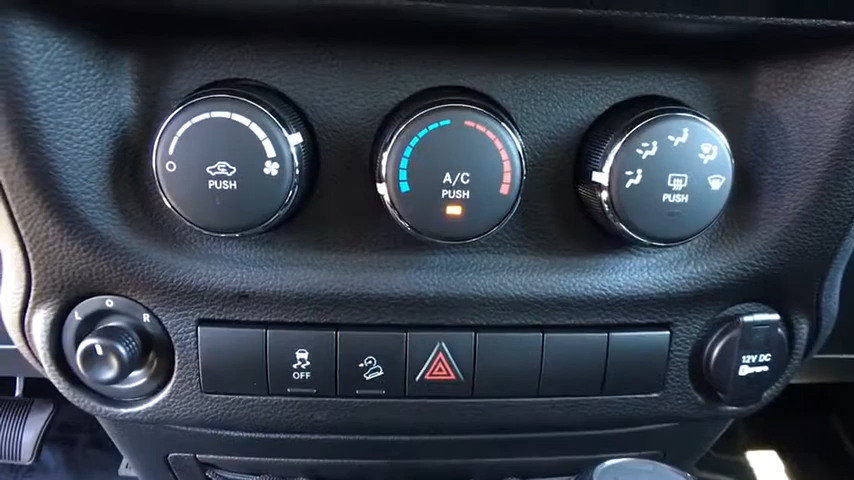 PUSH
A/C
PUSH
PUSH
L O R
OFF
12V DC